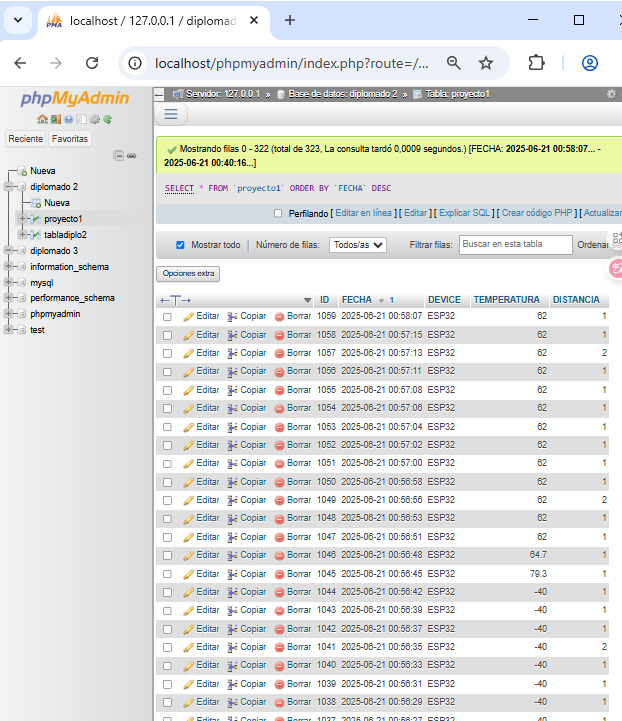 localhost / 127.0.0.1 / diplomad
localhost/phpmyadmin/index.php?route=/...
phpMyAdmin
Reciente
Favoritas
Nueva
diplomado 2
Nueva
proyecto1
tabladiplo2
diplomado 3
information_schema
mysql
performance_schema
phpmyadmin
test
Servidor: 127.0.0.1 » Base de datos: diplomado 2 » Tabla: proyecto1
Mostrando filas 0 - 322 (total de 323, La consulta tardó 0,0009 segundos.) [FECHA: 2025-06-21 00:58:07... -
2025-06-21 00:40:16...]
SELECT * FROM `proyecto1` ORDER BY `FECHA` DESC
Perfilando [ Editar en línea ] [ Editar ] [ Explicar SQL ] [ Crear código PHP ] [ Actualizar
Mostrar todo | Número de filas: Todos/as Filtrar filas: Buscar en esta tabla Ordenar
Opciones extra
←T→ ID FECHA 1 DEVICE TEMPERATURA DISTANCIA
Editar Copiar Borrar 1059 2025-06-21 00:58:07 ESP32 62 1
Editar Copiar Borrar 1058 2025-06-21 00:57:15 ESP32 62 1
Editar Copiar Borrar 1057 2025-06-21 00:57:13 ESP32 62 2
Editar Copiar Borrar 1056 2025-06-21 00:57:11 ESP32 62 1
Editar Copiar Borrar 1055 2025-06-21 00:57:08 ESP32 62 1
Editar Copiar Borrar 1054 2025-06-21 00:57:06 ESP32 62 1
Editar Copiar Borrar 1053 2025-06-21 00:57:04 ESP32 62 1
Editar Copiar Borrar 1052 2025-06-21 00:57:02 ESP32 62 1
Editar Copiar Borrar 1051 2025-06-21 00:57:00 ESP32 62 1
Editar Copiar Borrar 1050 2025-06-21 00:56:58 ESP32 62 1
Editar Copiar Borrar 1049 2025-06-21 00:56:56 ESP32 62 2
Editar Copiar Borrar 1048 2025-06-21 00:56:53 ESP32 62 1
Editar Copiar Borrar 1047 2025-06-21 00:56:51 ESP32 62 1
Editar Copiar Borrar 1046 2025-06-21 00:56:48 ESP32 64.7 1
Editar Copiar Borrar 1045 2025-06-21 00:56:45 ESP32 79.3 1
Editar Copiar Borrar 1044 2025-06-21 00:56:42 ESP32 -40 1
Editar Copiar Borrar 1043 2025-06-21 00:56:39 ESP32 -40 1
Editar Copiar Borrar 1042 2025-06-21 00:56:37 ESP32 -40 1
Editar Copiar Borrar 1041 2025-06-21 00:56:35 ESP32 -40 2
Editar Copiar Borrar 1040 2025-06-21 00:56:33 ESP32 -40 1
Editar Copiar Borrar 1039 2025-06-21 00:56:31 ESP32 -40 1
Editar Copiar Borrar 1038 2025-06-21 00:56:29 ESP32 -40 1
Editar Copiar Borrar 1037 2025-06-21 00:56:27 ESP32 -40 1